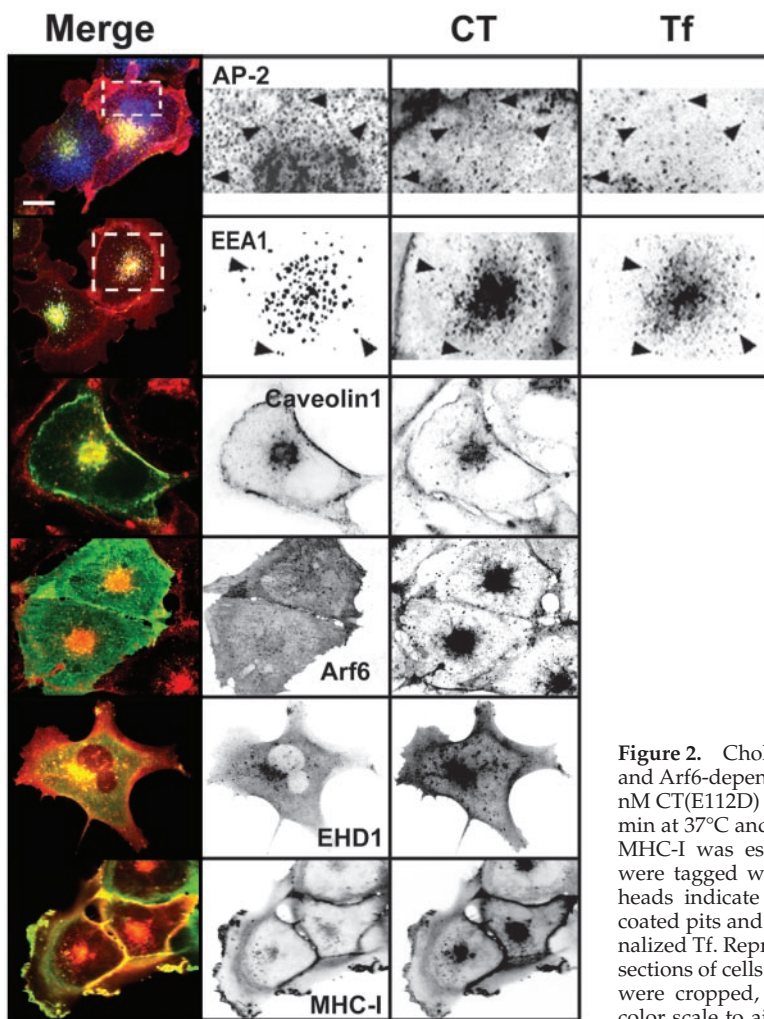 Merge CT Tf
AP-2
EEA1
Caveolin1
Arf6
EHD1
MHC-I
Figure 2. Chol
and Arf6-depen
nM CT(E112D)
min at 37°C and
MHC-I was es
were tagged w
heads indicate
coated pits and
nalized Tf. Repr
sections of cells
were cropped,
color scale to ai